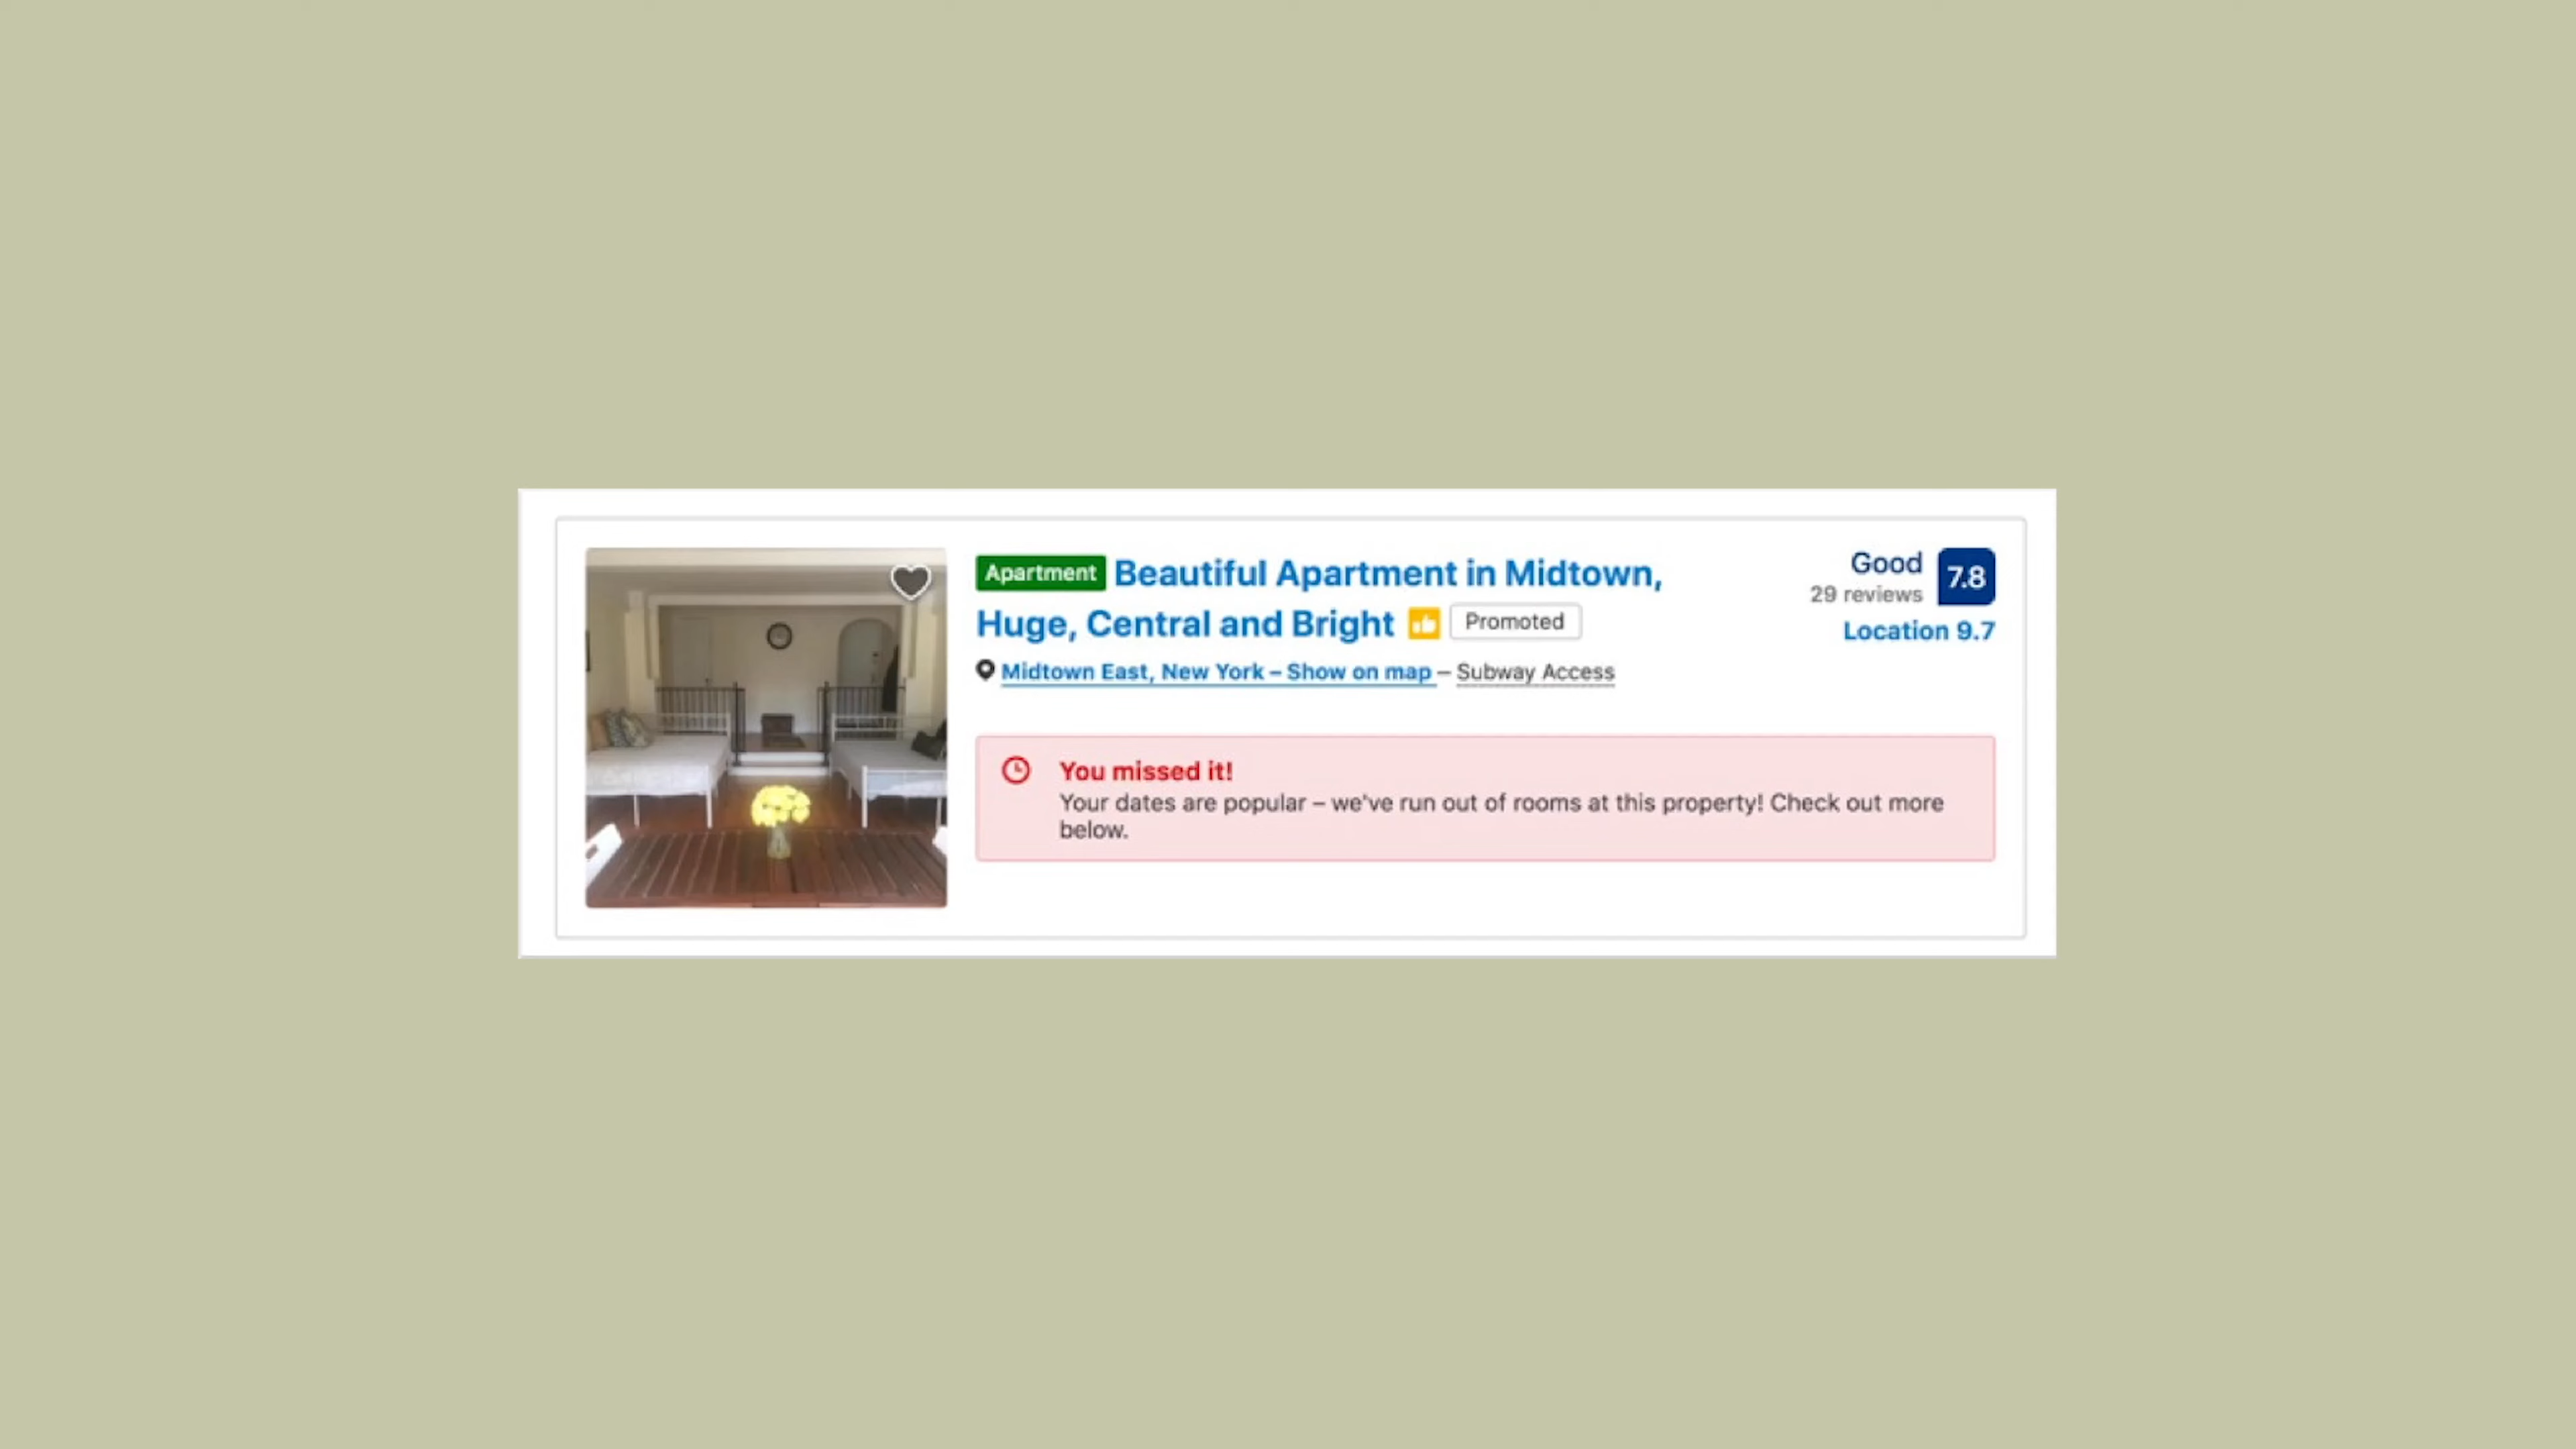 Apartment Beautiful Apartment in Midtown,
Huge, Central and Bright Promoted
Midtown East, New York – Show on map – Subway Access
Good
29 reviews
7.8
Location 9.7
You missed it!
Your dates are popular – we've run out of rooms at this property! Check out more
below.